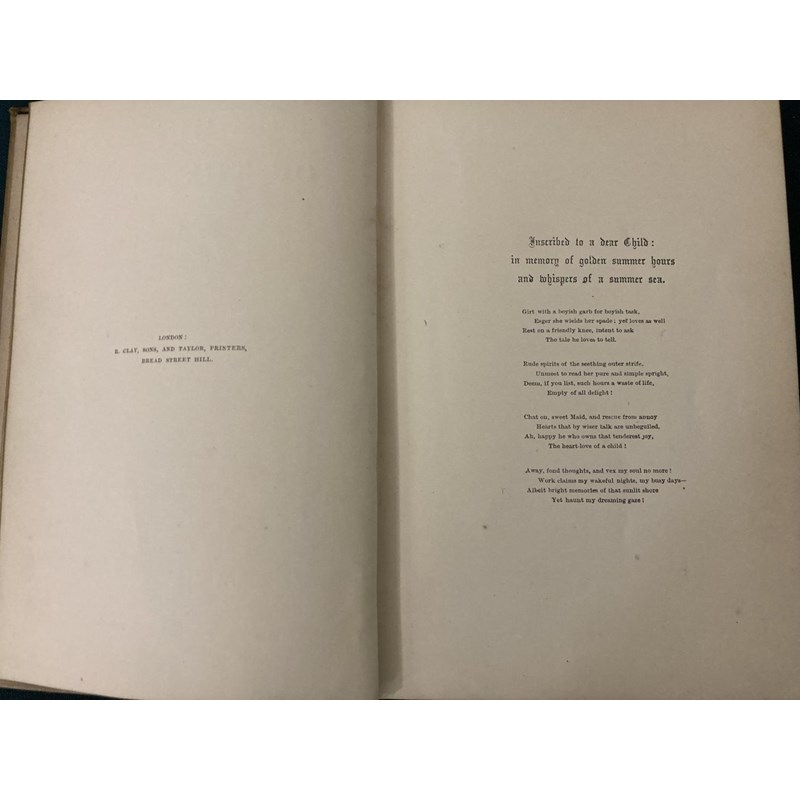 LONDON:
R. CLAY, SONS, AND TAYLOR, PRINTERS,
BREAD STREET HILL.
Inscribed to a dear Child:
in memory of golden summer hours
and whispers of a summer sea.
Girt with a boyish garb for boyish task,
Eager she wields her spade; yet loves as well
Rest on a friendly knee, intent to ask
The tale he loves to tell.
Rude spirits of the seething outer strife,
Unmeet to read her pure and simple spright,
Deem, if you list, such hours a waste of life,
Empty of all delight!
Chat on, sweet Maid, and rescue from annoy
Hearts that by wiser talk are unbeguiled.
Ah, happy he who owns that tenderest joy,
The heart-love of a child!
Away, fond thoughts, and vex my soul no more!
Work claims my wakeful nights, my busy days—
Albeit bright memories of that sunlit shore
Yet haunt my dreaming gaze!